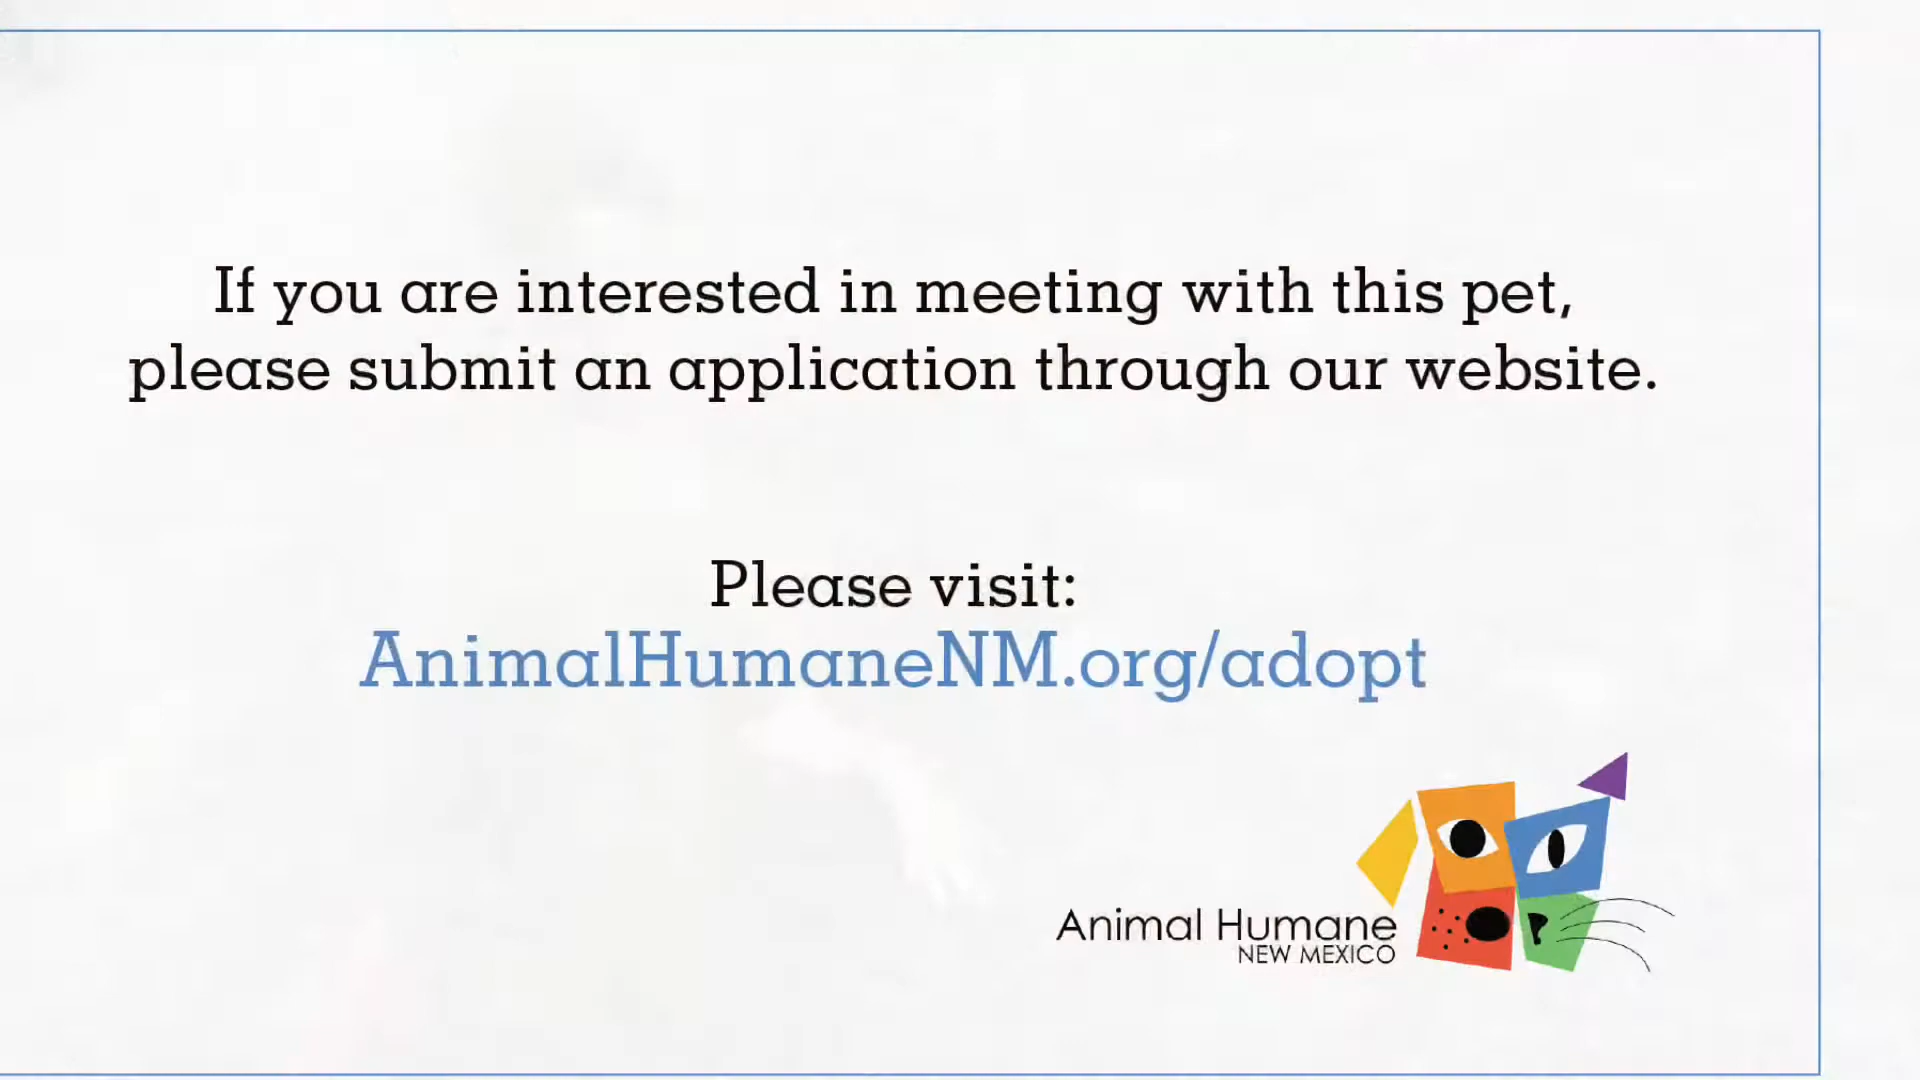 If you are interested in meeting with this pet,
please submit an application through our website.
Please visit:
AnimalHumaneNM.org/adopt
Animal Humane
NEW MEXICO